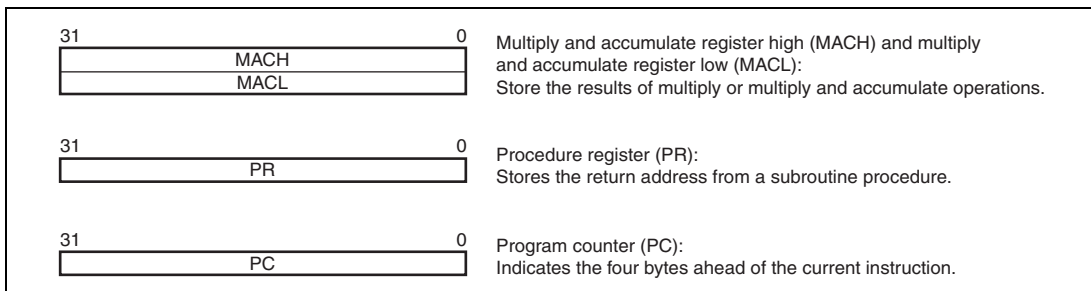 31 0
MACH
MACL
Multiply and accumulate register high (MACH) and multiply
and accumulate register low (MACL):
Store the results of multiply or multiply and accumulate operations.
31 0
PR
Procedure register (PR):
Stores the return address from a subroutine procedure.
31 0
PC
Program counter (PC):
Indicates the four bytes ahead of the current instruction.